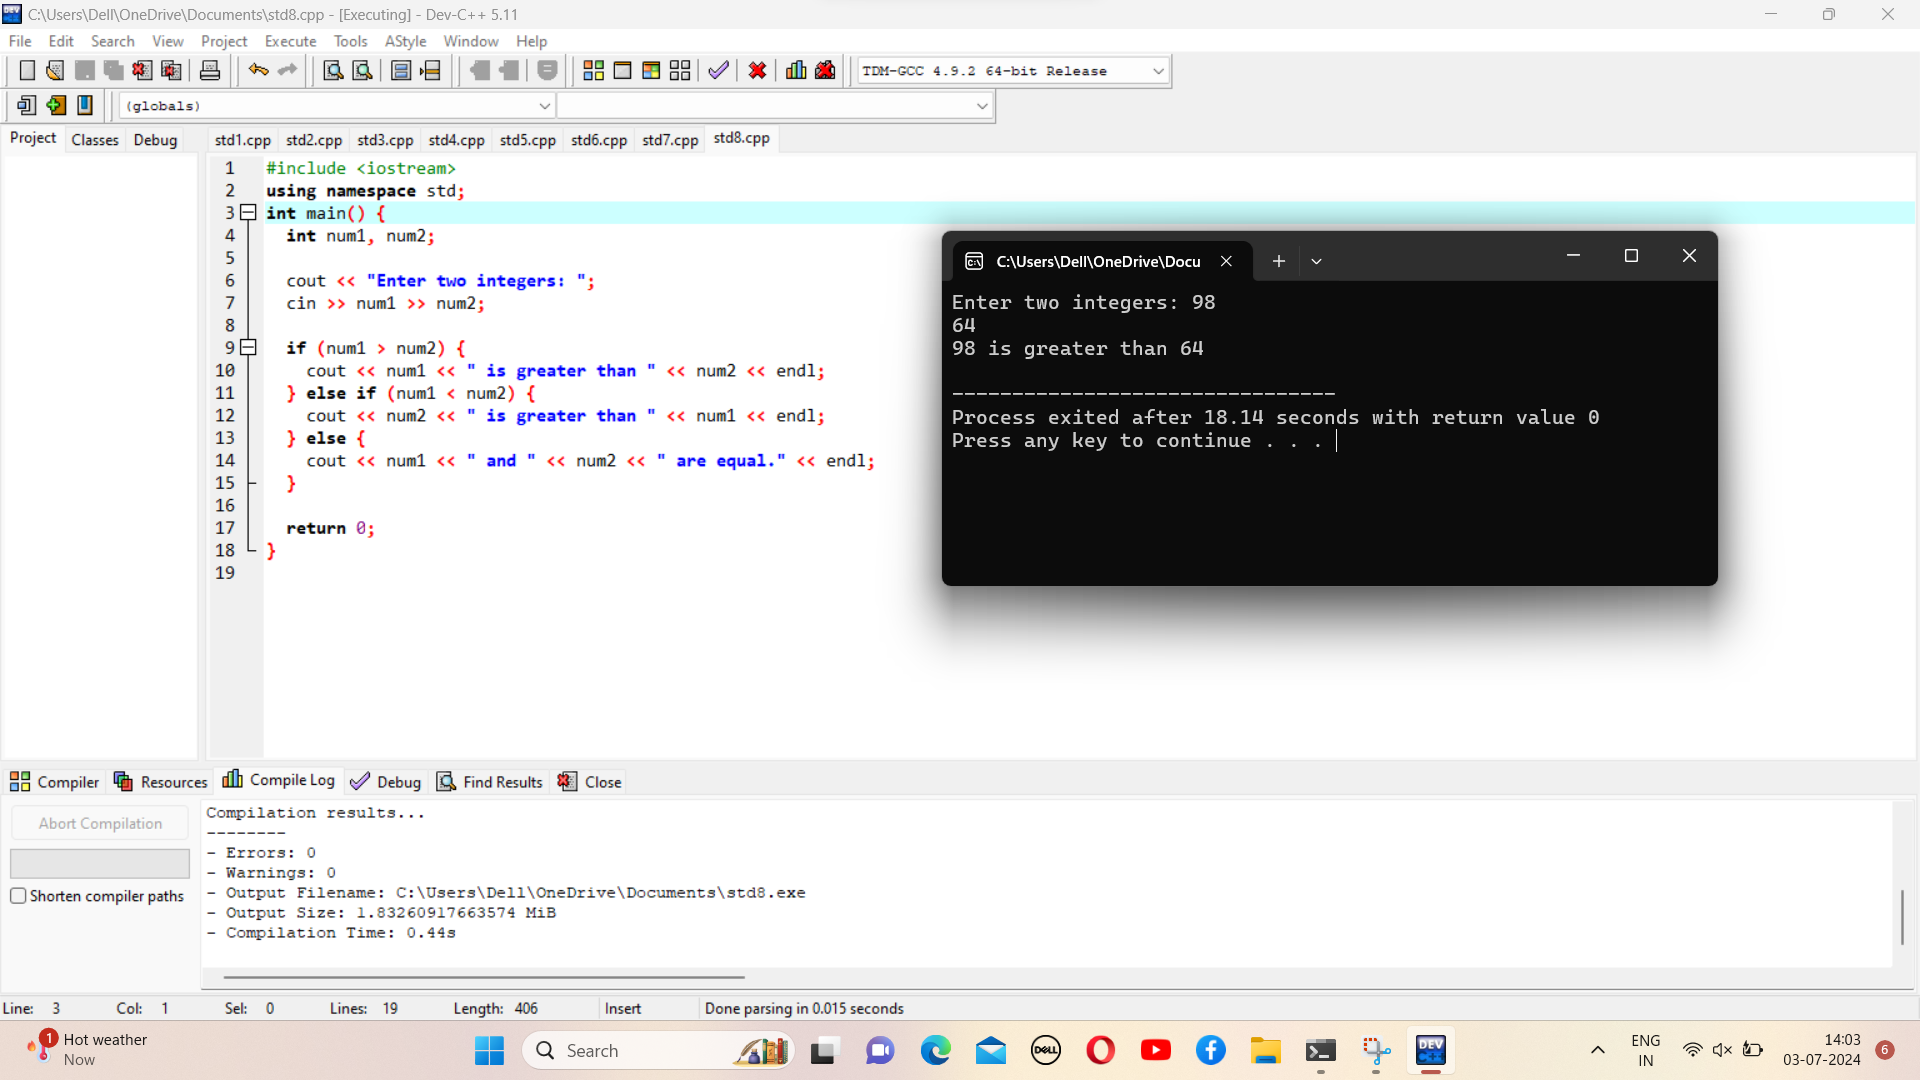 C:\Users\Dell\OneDrive\Documents\std8.cpp - [Executing] - Dev-C++ 5.11
File Edit Search View Project Execute Tools AStyle Window Help
TDM-GCC 4.9.2 64-bit Release
(globals)
Project Classes Debug
std1.cpp std2.cpp std3.cpp std4.cpp std5.cpp std6.cpp std7.cpp std8.cpp
1 #include <iostream>
2 using namespace std;
3 int main() {
4 int num1, num2;
5
6 cout << "Enter two integers: ";
7 cin >> num1 >> num2;
8
9 if (num1 > num2) {
10 cout << num1 << " is greater than " << num2 << endl;
11 } else if (num1 < num2) {
12 cout << num2 << " is greater than " << num1 << endl;
13 } else {
14 cout << num1 << " and " << num2 << " are equal." << endl;
15 }
16
17 return 0;
18 }
19
C:\Users\Dell\OneDrive\Docu
Enter two integers: 98
64
98 is greater than 64
--------------------------------
Process exited after 18.14 seconds with return value 0
Press any key to continue . . .
Compiler Resources Compile Log Debug Find Results Close
Abort Compilation
Shorten compiler paths
Compilation results...
--------
- Errors: 0
- Warnings: 0
- Output Filename: C:\Users\Dell\OneDrive\Documents\std8.exe
- Output Size: 1.83260917663574 MiB
- Compilation Time: 0.44s
Line: 3 Col: 1 Sel: 0 Lines: 19 Length: 406 Insert Done parsing in 0.015 seconds
1
Hot weather
Now
Search
DELL
DEV
C++
ENG
IN
14:03
03-07-2024
6